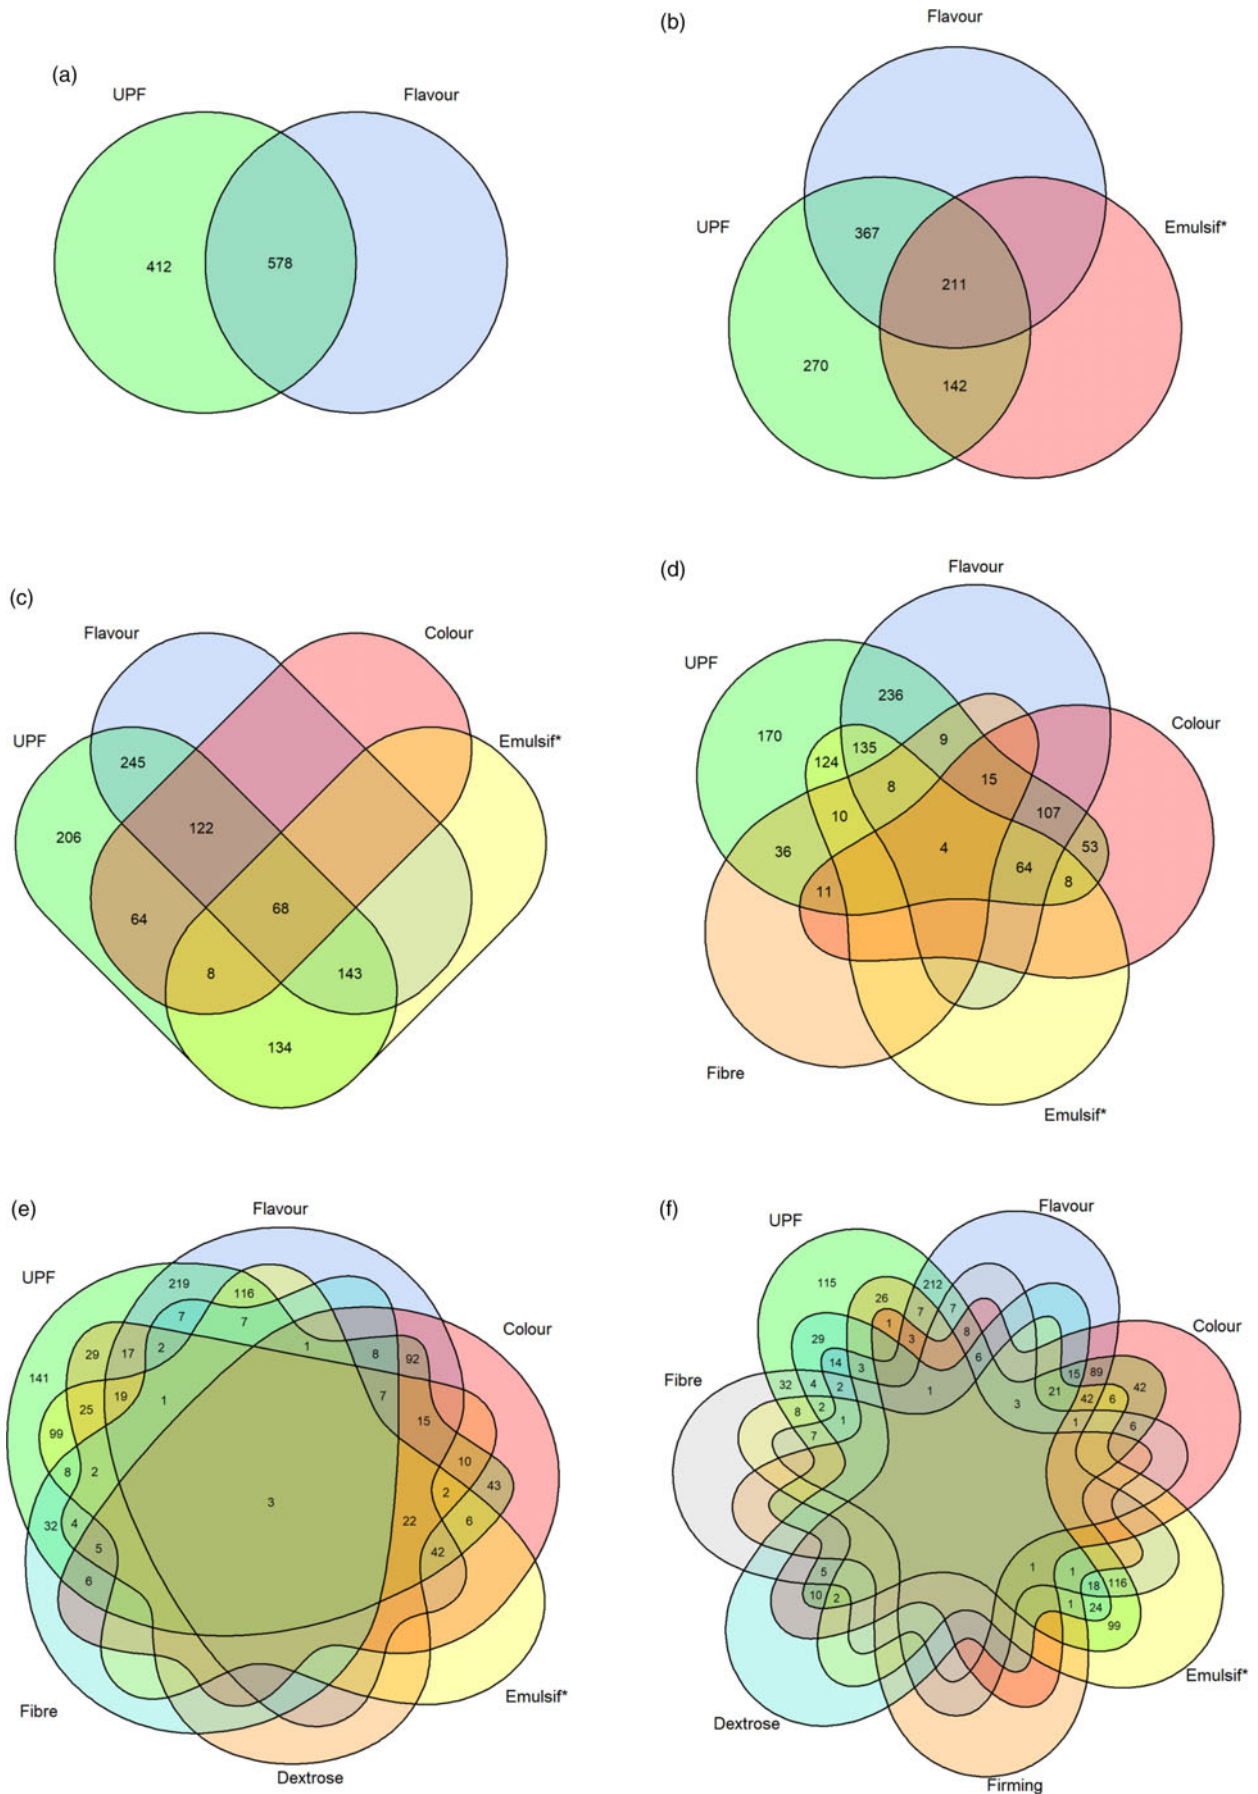 (a)
UPF
Flavour
412
578
(b)
Flavour
UPF
Emulsif*
367
211
270
142
(c)
Flavour
Colour
UPF
Emulsif*
245
206
122
64
68
8
143
134
(d)
Flavour
UPF
Colour
236
170
135
9
124
8
15
10
107
36
4
64
53
11
8
Fibre
Emulsif*
(e)
Flavour
UPF
Colour
219
116
7
7
29
17
2
1
8
92
141
19
1
7
25
15
99
8
2
10
43
2
3
32
4
22
6
5
42
6
Fibre
Emulsif*
Dextrose
(f)
Flavour
UPF
Colour
115
212
26
7
7
1
3
8
29
6
14
3
15
89
Fibre
32
4
2
1
21
42
6
42
8
2
1
3
1
6
7
5
1
1
18
116
10
2
1
24
99
Emulsif*
Dextrose
Firming